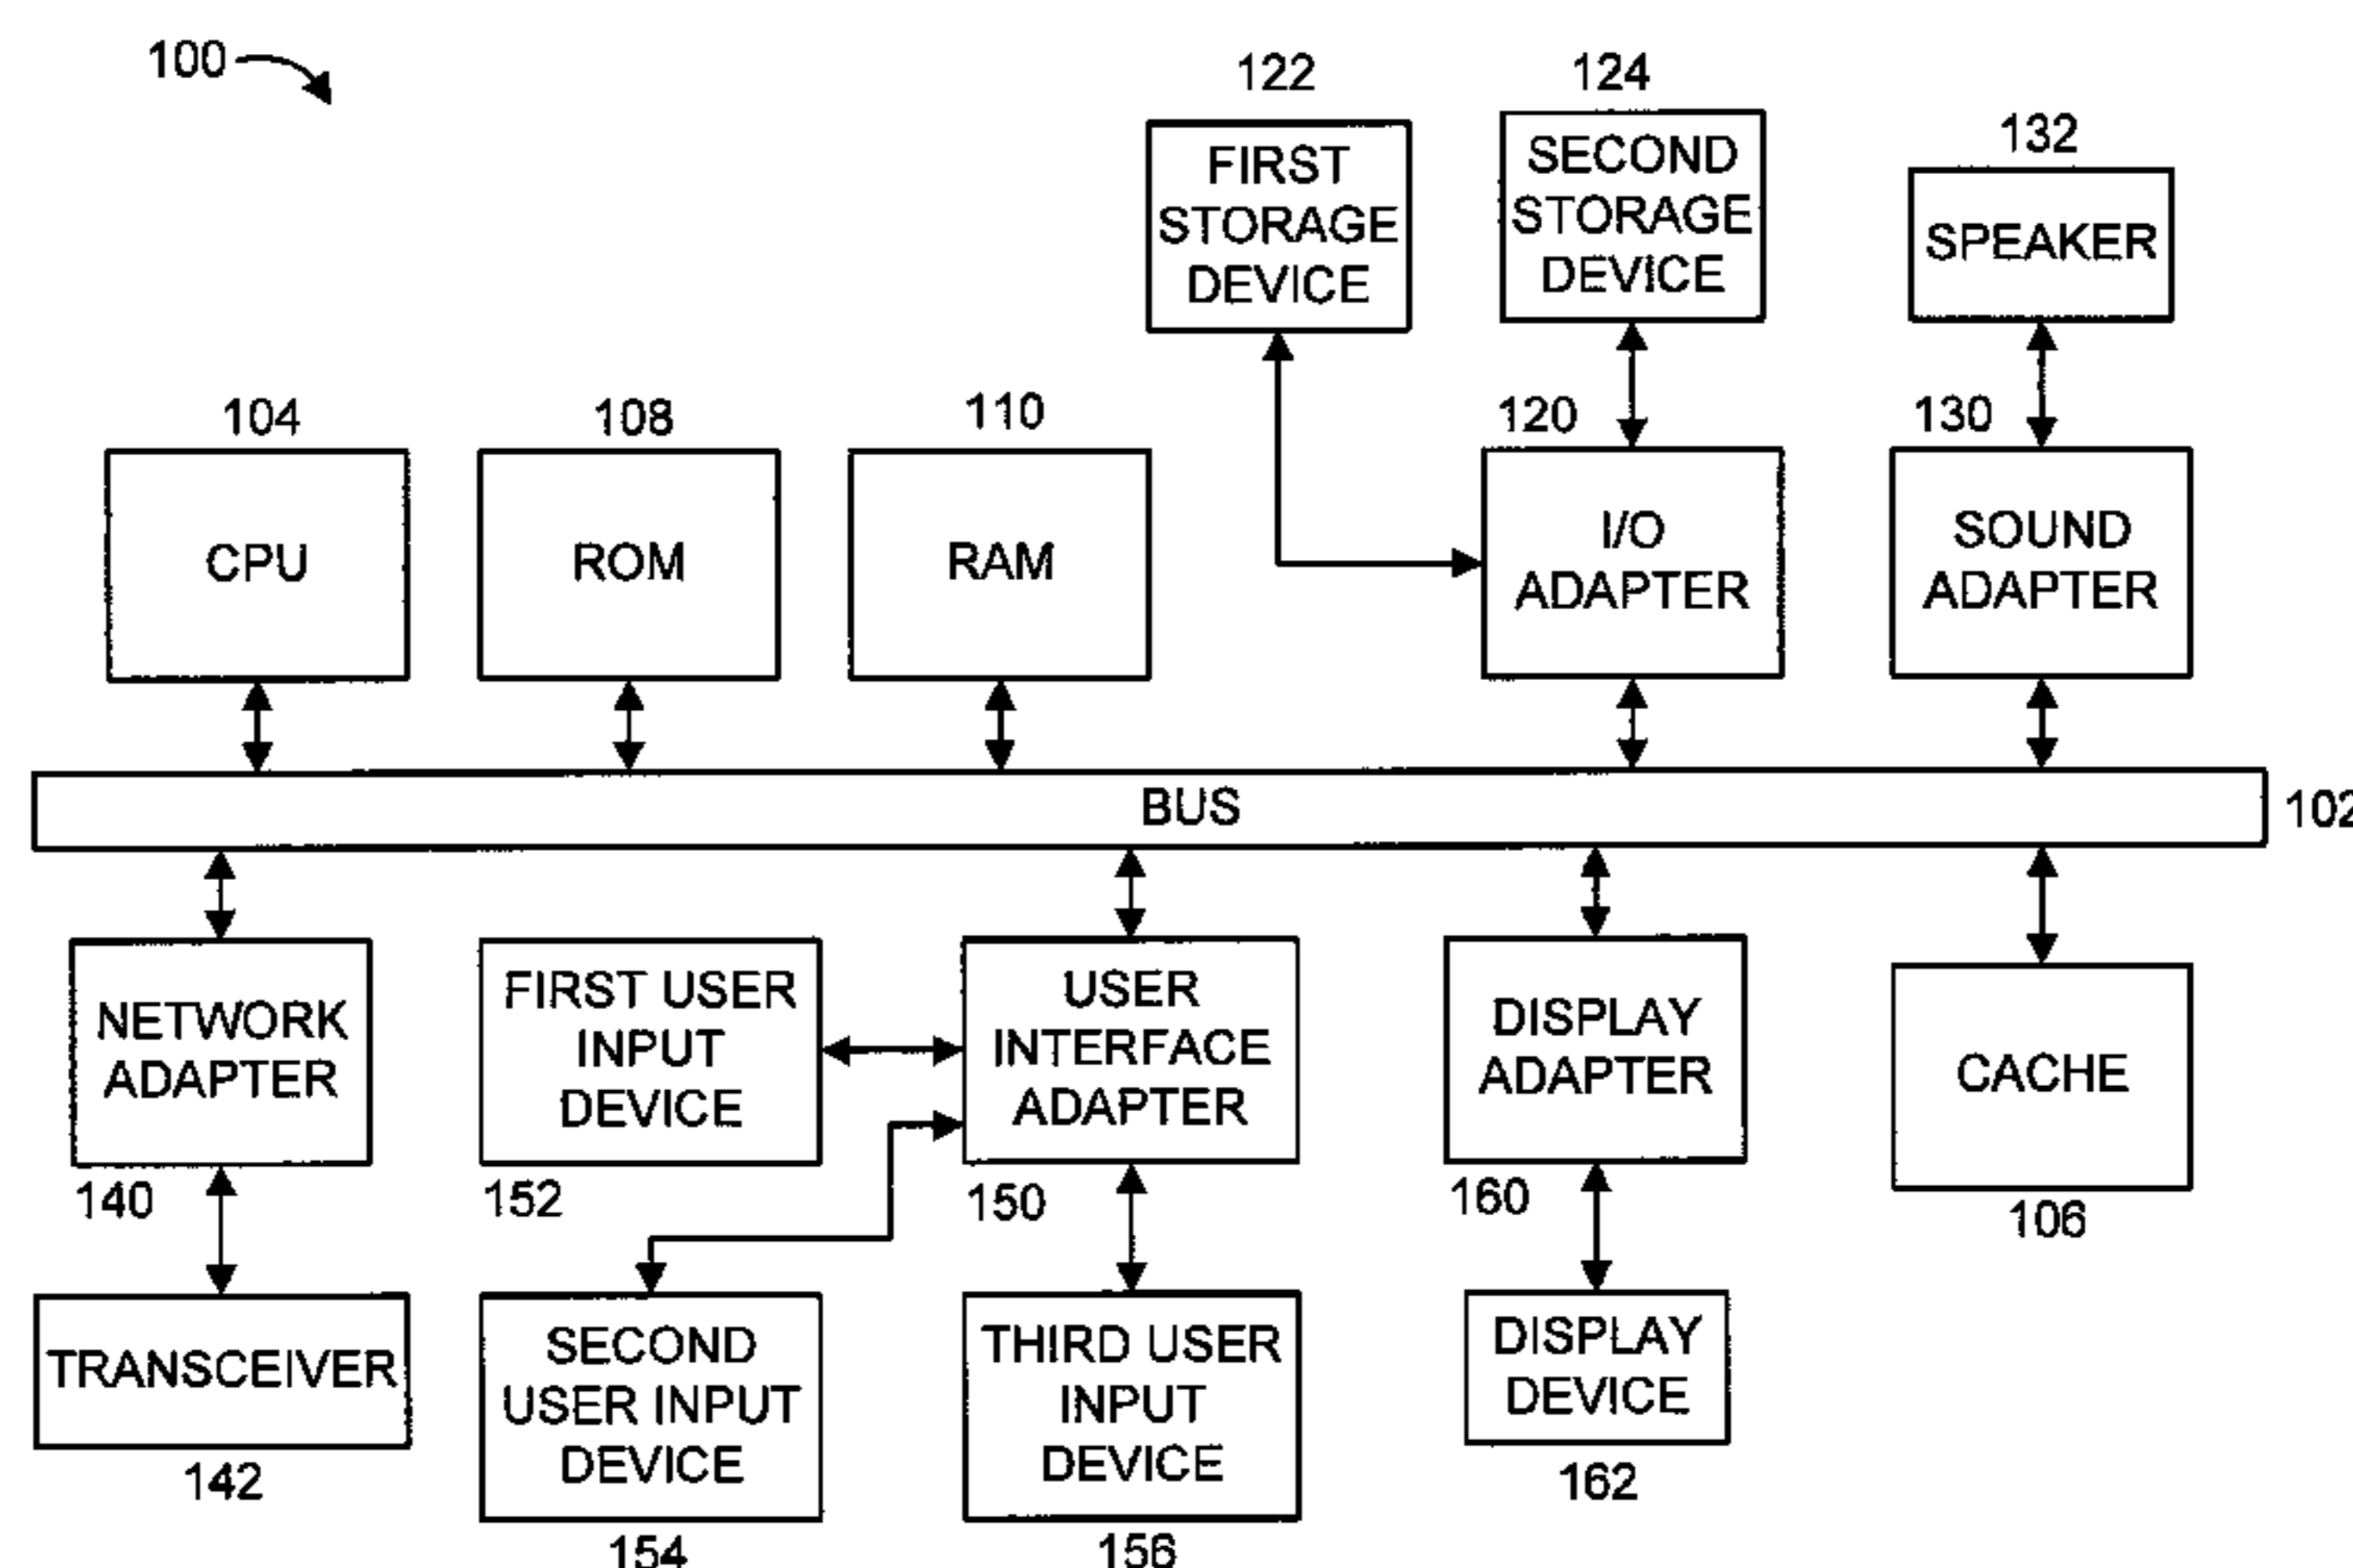 100
122
124
132
FIRST
STORAGE
DEVICE
SECOND
STORAGE
DEVICE
SPEAKER
104
108
110
120
130
CPU
ROM
RAM
I/O
ADAPTER
SOUND
ADAPTER
BUS
102
NETWORK
ADAPTER
FIRST USER
INPUT
DEVICE
USER
INTERFACE
ADAPTER
DISPLAY
ADAPTER
CACHE
140
152
150
160
106
TRANSCEIVER
SECOND
USER INPUT
DEVICE
THIRD USER
INPUT
DEVICE
DISPLAY
DEVICE
142
154
156
162